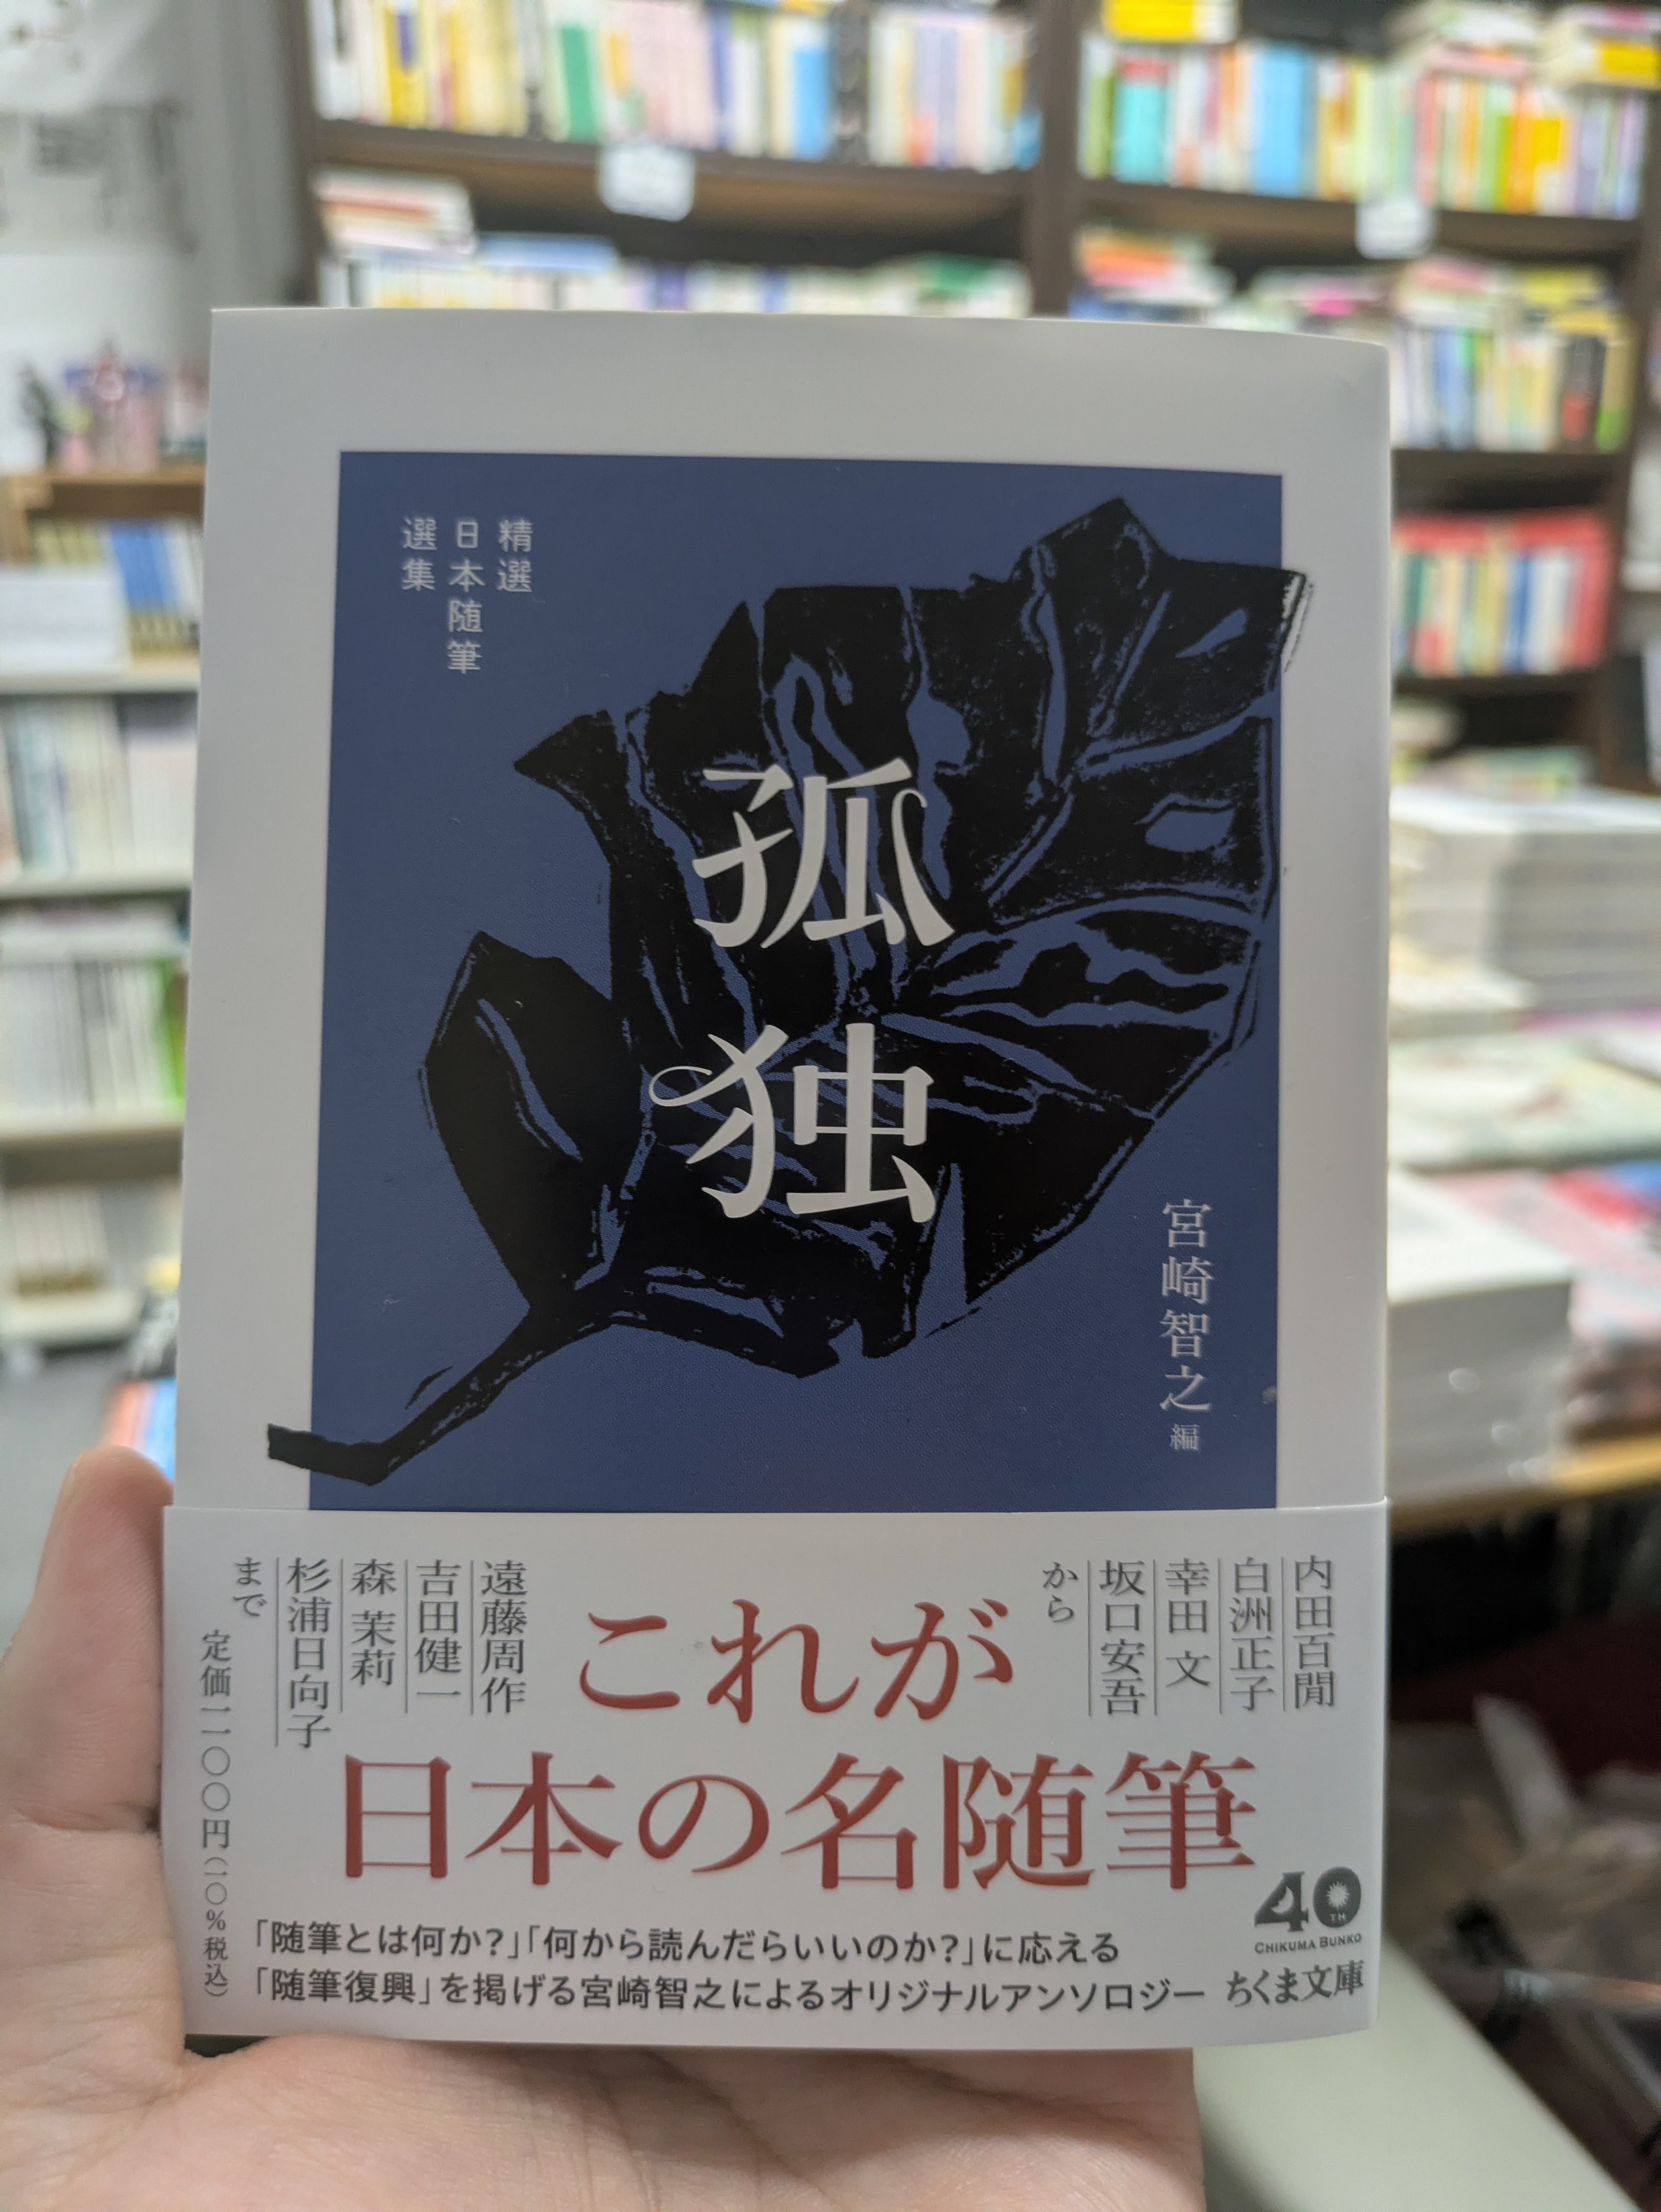 精選
日本随筆
選集
孤独
宮崎智之 編
内田百閒
白洲正子
幸田 文
坂口安吾
から
これが
日本の名随筆
遠藤周作
吉田健一
森 茉莉
杉浦日向子
まで
定価一一〇〇円(一〇%税込)
「随筆とは何か?」「何から読んだらいいのか?」に応える
「随筆復興」を掲げる宮崎智之によるオリジナルアンソロジー
40
TH
CHIKUMA BUNKO
ちくま文庫